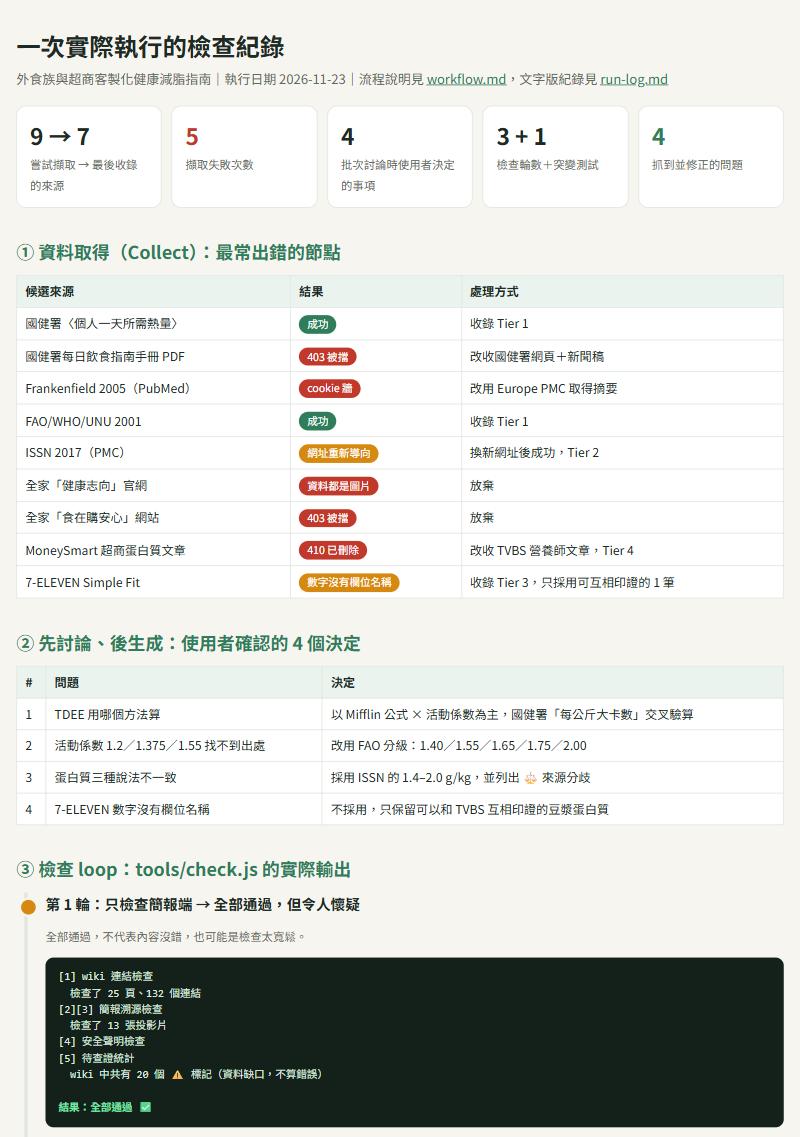 一次實際執行的檢查紀錄
外食族與超商客製化健康減脂指南｜執行日期 2026-11-23｜流程說明見 workflow.md，文字版紀錄見 run-log.md
9 → 7
嘗試擷取 → 最後收錄
的來源
5
擷取失敗次數
4
批次討論時使用者決定
的事項
3 + 1
檢查輪數＋突變測試
4
抓到並修正的問題
① 資料取得（Collect）：最常出錯的節點
候選來源 結果 處理方式
國健署〈個人一天所需熱量〉 成功 收錄 Tier 1
國健署每日飲食指南手冊 PDF 403 被擋 改收國健署網頁＋新聞稿
Frankenfield 2005（PubMed） cookie 牆 改用 Europe PMC 取得摘要
FAO/WHO/UNU 2001 成功 收錄 Tier 1
ISSN 2017（PMC） 網址重新導向 換新網址後成功，Tier 2
全家「健康志向」官網 資料都是圖片 放棄
全家「食在購安心」網站 403 被擋 放棄
MoneySmart 超商蛋白質文章 410 已刪除 改收 TVBS 營養師文章，Tier 4
7-ELEVEN Simple Fit 數字沒有欄位名稱 收錄 Tier 3，只採用可互相印證的 1 筆
② 先討論、後生成：使用者確認的 4 個決定
# 問題 決定
1 TDEE 用哪個方法算 以 Mifflin 公式 × 活動係數為主，國健署「每公斤大卡數」交叉驗算
2 活動係數 1.2／1.375／1.55 找不到出處 改用 FAO 分級：1.40／1.55／1.65／1.75／2.00
3 蛋白質三種說法不一致 採用 ISSN 的 1.4–2.0 g/kg，並列出 ⚖️ 來源分歧
4 7-ELEVEN 數字沒有欄位名稱 不採用，只保留可以和 TVBS 互相印證的豆漿蛋白質
③ 檢查 loop：tools/check.js 的實際輸出
第 1 輪：只檢查簡報端 → 全部通過，但令人懷疑
全部通過，不代表內容沒錯，也可能是檢查太寬鬆。
[1] wiki 連結檢查
檢查了 25 頁、132 個連結
[2][3] 簡報溯源檢查
檢查了 13 張投影片
[4] 安全聲明檢查
[5] 待查證統計
wiki 中共有 20 個 ⚠️ 標記（資料缺口，不算錯誤）
結果：全部通過 ✅